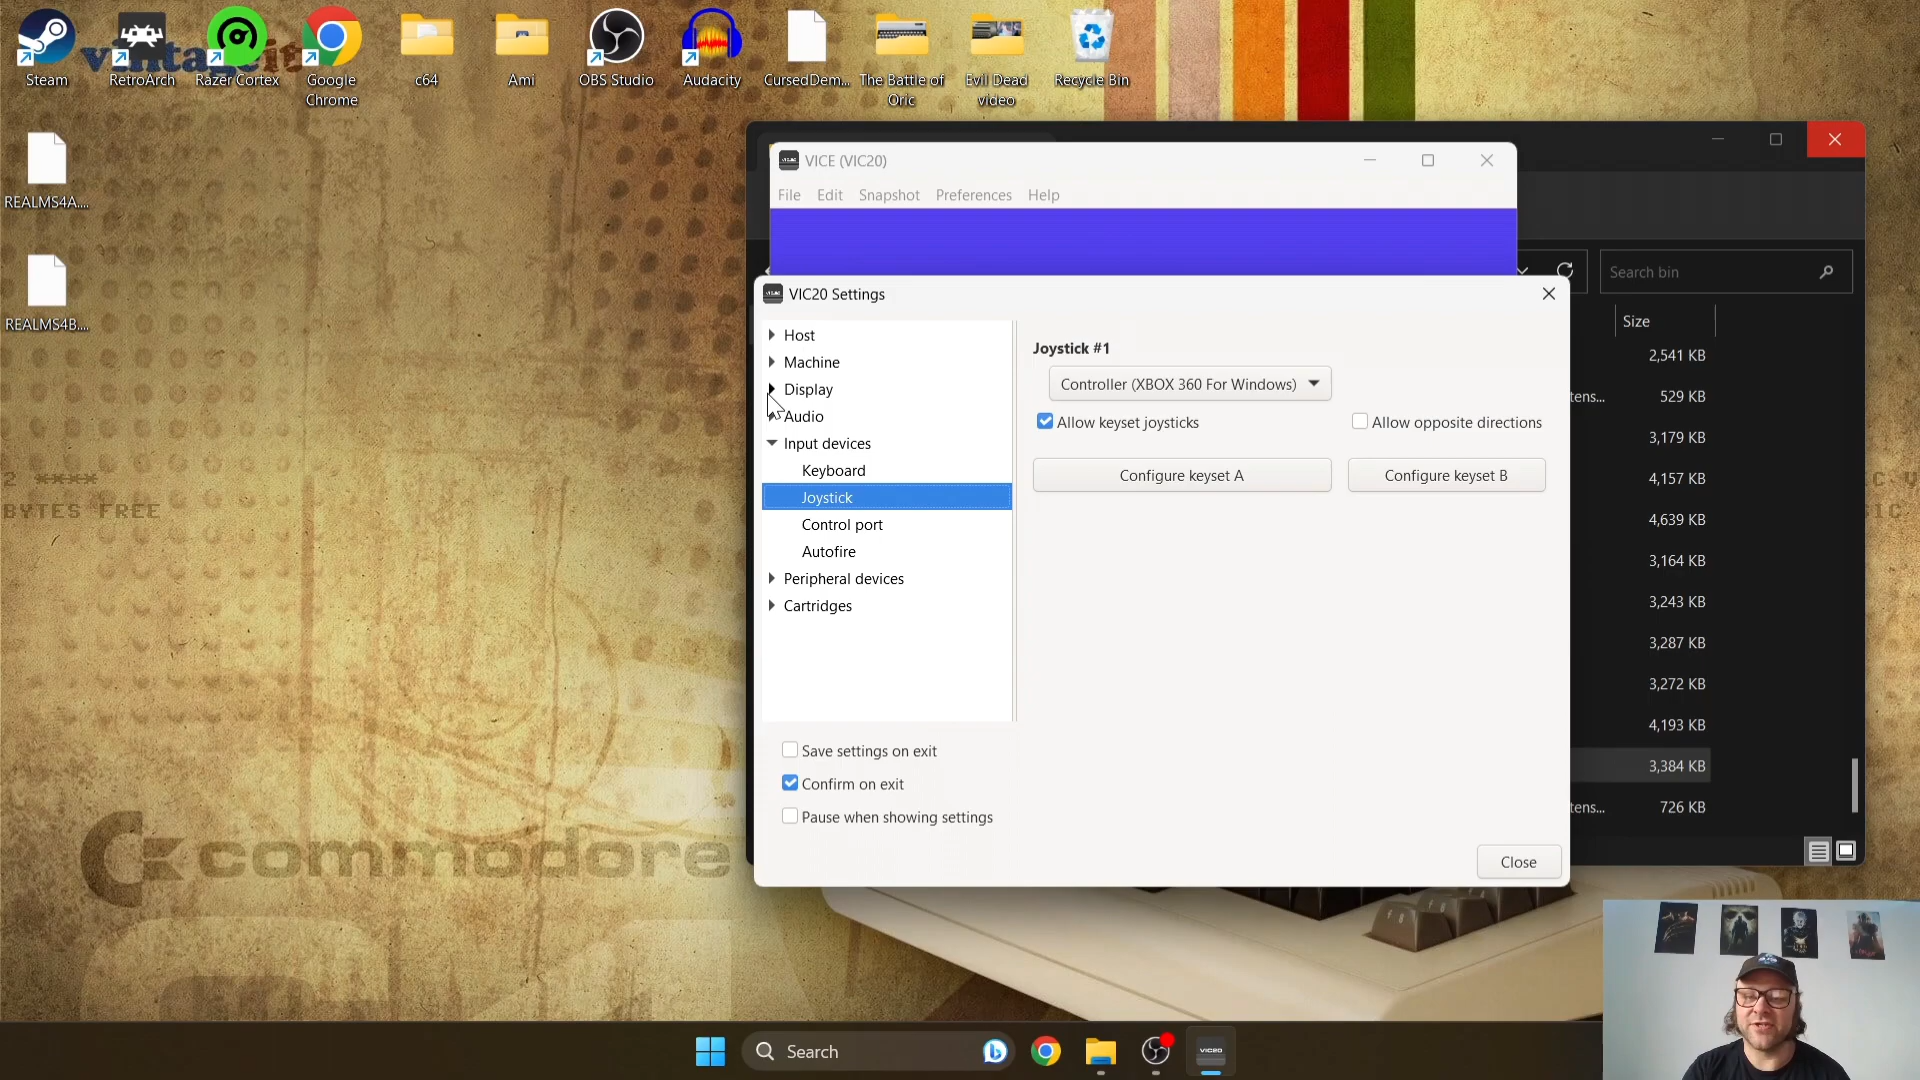 Steam
RetroArch
Razer Cortex
Google
Chrome
c64
Ami
OBS Studio
Audacity
CursedDem...
The Battle of
Oric
Evil Dead
video
Recycle Bin
REALMS4A....
REALMS4B....
VICE (VIC20)
File Edit Snapshot Preferences Help
Search bin
Size
2,541 KB
tens... 529 KB
3,179 KB
4,157 KB
4,639 KB
3,164 KB
3,243 KB
3,287 KB
3,272 KB
4,193 KB
3,384 KB
tens... 726 KB
VIC20 Settings
Host
Machine
Display
Audio
Input devices
Keyboard
Joystick
Control port
Autofire
Peripheral devices
Cartridges
Joystick #1
Controller (XBOX 360 For Windows)
Allow keyset joysticks
Allow opposite directions
Configure keyset A
Configure keyset B
Save settings on exit
Confirm on exit
Pause when showing settings
Close
2 ****
BYTES FREE
commodore
Search
VIC20